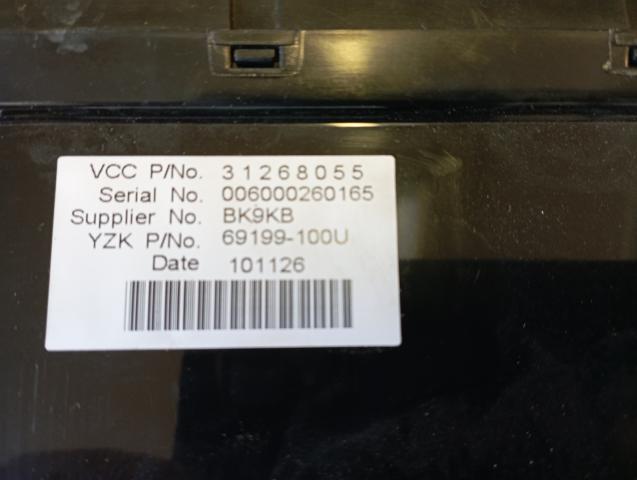 VCC P/No. 31268055
Serial No. 006000260165
Supplier No. BK9KB
YZK P/No. 69199-100U
Date 101126